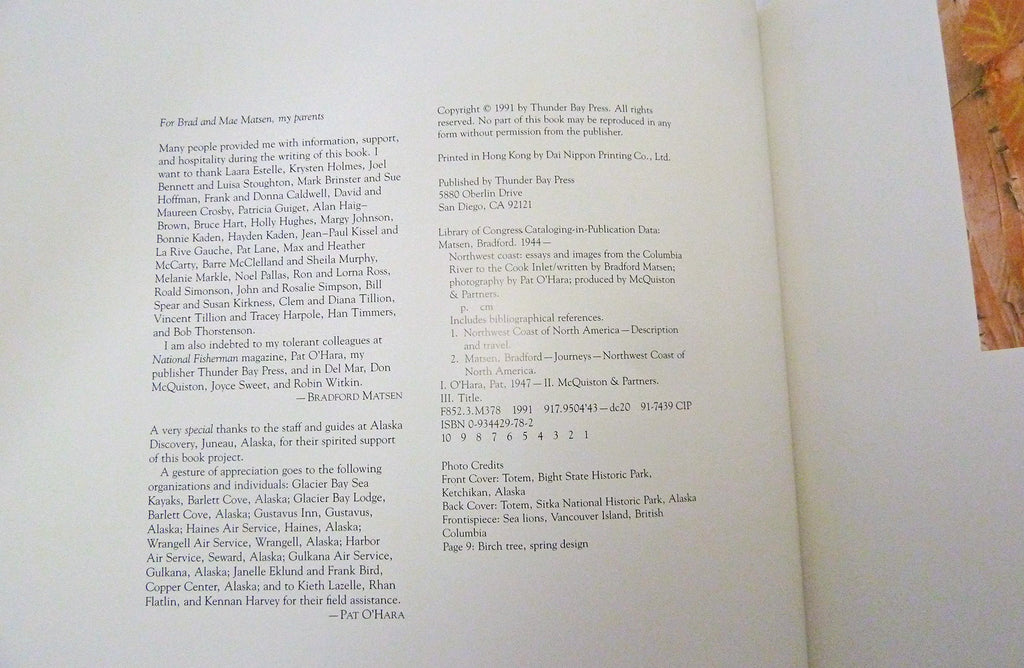 For Brad and Mae Matsen, my parents
Many people provided me with information, support,
and hospitality during the writing of this book. I
want to thank Laara Estelle, Krysten Holmes, Joel
Bennett and Luisa Stoughton, Mark Brinster and Sue
Hoffman, Frank and Donna Caldwell, David and
Maureen Crosby, Patricia Guiget, Alan Haig–
Brown, Bruce Hart, Holly Hughes, Margy Johnson,
Bonnie Kaden, Hayden Kaden, Jean–Paul Kissel and
La Rive Gauche, Pat Lane, Max and Heather
McCarty, Barre McClelland and Sheila Murphy,
Melanie Markle, Noel Pallas, Ron and Lorna Ross,
Roald Simonson, John and Rosalie Simpson, Bill
Spear and Susan Kirkness, Clem and Diana Tillion,
Vincent Tillion and Tracey Harpole, Han Timmers,
and Bob Thorstenson.
I am also indebted to my tolerant colleagues at
National Fisherman magazine, Pat O'Hara, my
publisher Thunder Bay Press, and in Del Mar, Don
McQuiston, Joyce Sweet, and Robin Witkin.
—BRADFORD MATSEN
A very special thanks to the staff and guides at Alaska
Discovery, Juneau, Alaska, for their spirited support
of this book project.
A gesture of appreciation goes to the following
organizations and individuals: Glacier Bay Sea
Kayaks, Barlett Cove, Alaska; Glacier Bay Lodge,
Barlett Cove, Alaska; Gustavus Inn, Gustavus,
Alaska; Haines Air Service, Haines, Alaska;
Wrangell Air Service, Wrangell, Alaska; Harbor
Air Service, Seward, Alaska; Gulkana Air Service,
Gulkana, Alaska; Janelle Eklund and Frank Bird,
Copper Center, Alaska; and to Kieth Lazelle, Rhan
Flatlin, and Kennan Harvey for their field assistance.
—PAT O'HARA
Copyright © 1991 by Thunder Bay Press. All rights
reserved. No part of this book may be reproduced in any
form without permission from the publisher.
Printed in Hong Kong by Dai Nippon Printing Co., Ltd.
Published by Thunder Bay Press
5880 Oberlin Drive
San Diego, CA 92121
Library of Congress Cataloging-in-Publication Data:
Matsen, Bradford. 1944—
Northwest coast: essays and images from the Columbia
River to the Cook Inlet/written by Bradford Matsen;
photography by Pat O'Hara; produced by McQuiston
& Partners.
p. cm
Includes bibliographical references.
1. Northwest Coast of North America—Description
and travel.
2. Matsen, Bradford—Journeys—Northwest Coast of
North America.
I. O'Hara, Pat, 1947— II. McQuiston & Partners.
III. Title.
F852.3.M378 1991 917.9504'43—dc20 91-7439 CIP
ISBN 0-934429-78-2
10 9 8 7 6 5 4 3 2 1
Photo Credits
Front Cover: Totem, Bight State Historic Park,
Ketchikan, Alaska
Back Cover: Totem, Sitka National Historic Park, Alaska
Frontispiece: Sea lions, Vancouver Island, British
Columbia
Page 9: Birch tree, spring design